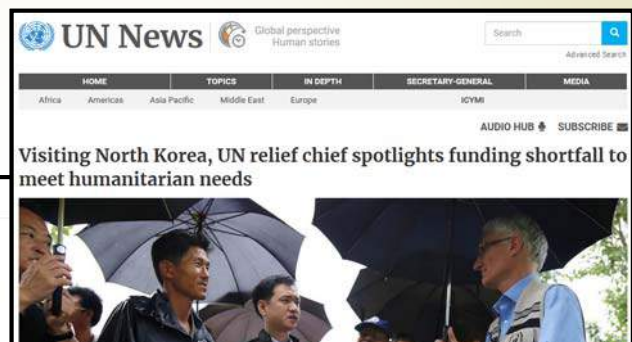 UN News
Global perspective
Human stories
Search
Advanced Search
HOME TOPICS IN DEPTH SECRETARY-GENERAL MEDIA
Africa Americas Asia Pacific Middle East Europe ICYMI
AUDIO HUB SUBSCRIBE
Visiting North Korea, UN relief chief spotlights funding shortfall to
meet humanitarian needs